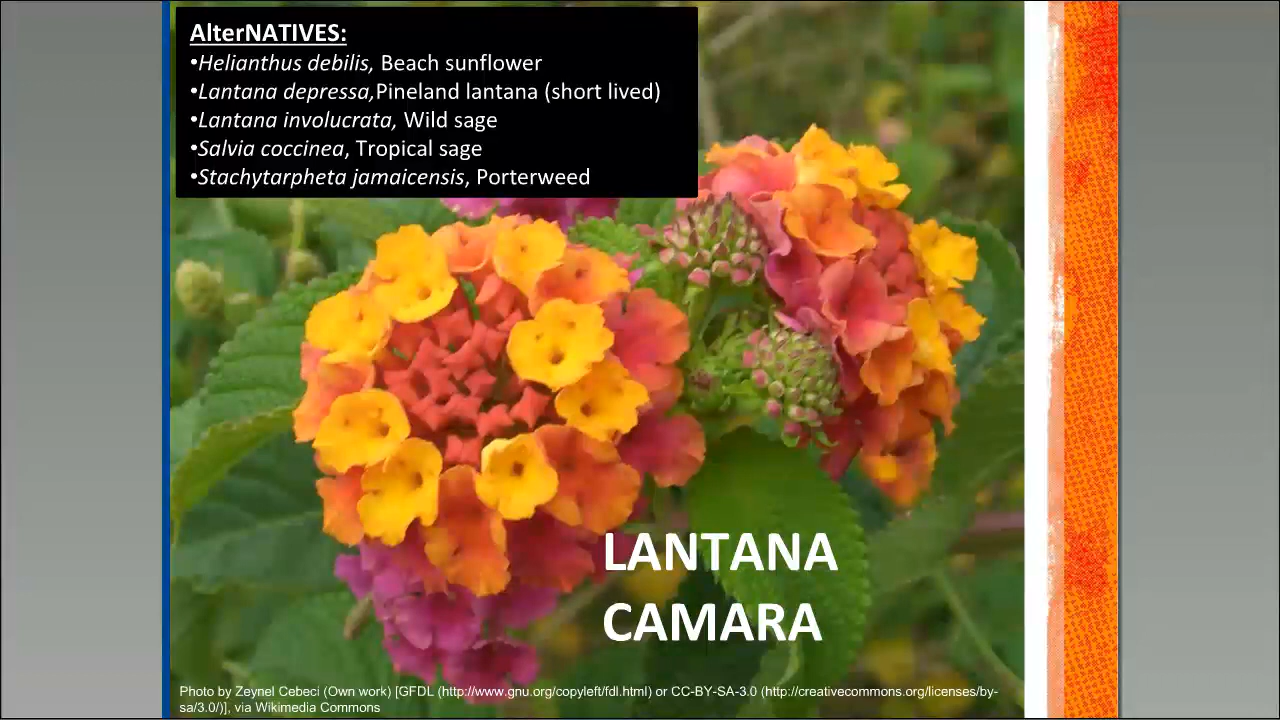 AlterNATIVES:
•Helianthus debilis, Beach sunflower
•Lantana depressa,Pineland lantana (short lived)
•Lantana involucrata, Wild sage
•Salvia coccinea, Tropical sage
•Stachytarpheta jamaicensis, Porterweed
LANTANA
CAMARA
Photo by Zeynel Cebeci (Own work) [GFDL (http://www.gnu.org/copyleft/fdl.html) or CC-BY-SA-3.0 (http://creativecommons.org/licenses/by-
sa/3.0/)], via Wikimedia Commons